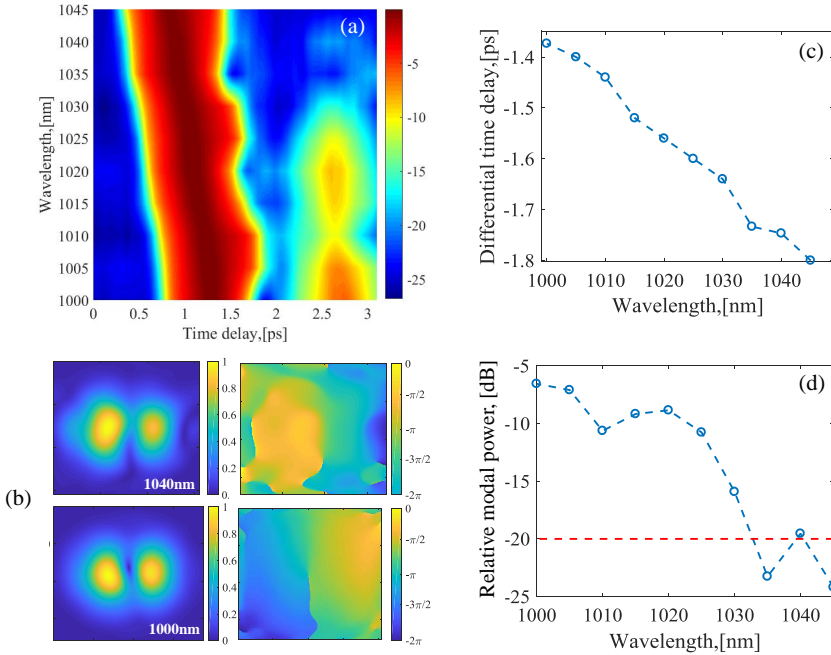 (a)
Wavelength,[nm]
1045
1040
1035
1030
1025
1020
1015
1010
1005
1000
0 0.5 1 1.5 2 2.5 3
Time delay,[ps]
-5
-10
-15
-20
-25
(c)
Differential time delay,[ps]
-1.4
-1.5
-1.6
-1.7
-1.8
1000 1010 1020 1030 1040
Wavelength,[nm]
(b)
1040nm
1
0.8
0.6
0.4
0.2
0
0
-π/2
-π/2
-3π/2
-2π
1000nm
1
0.8
0.6
0.4
0.2
0
0
-π/2
-π/2
-3π/2
-2π
(d)
Relative modal power, [dB]
-5
-10
-15
-20
-25
1000 1010 1020 1030 1040
Wavelength,[nm]